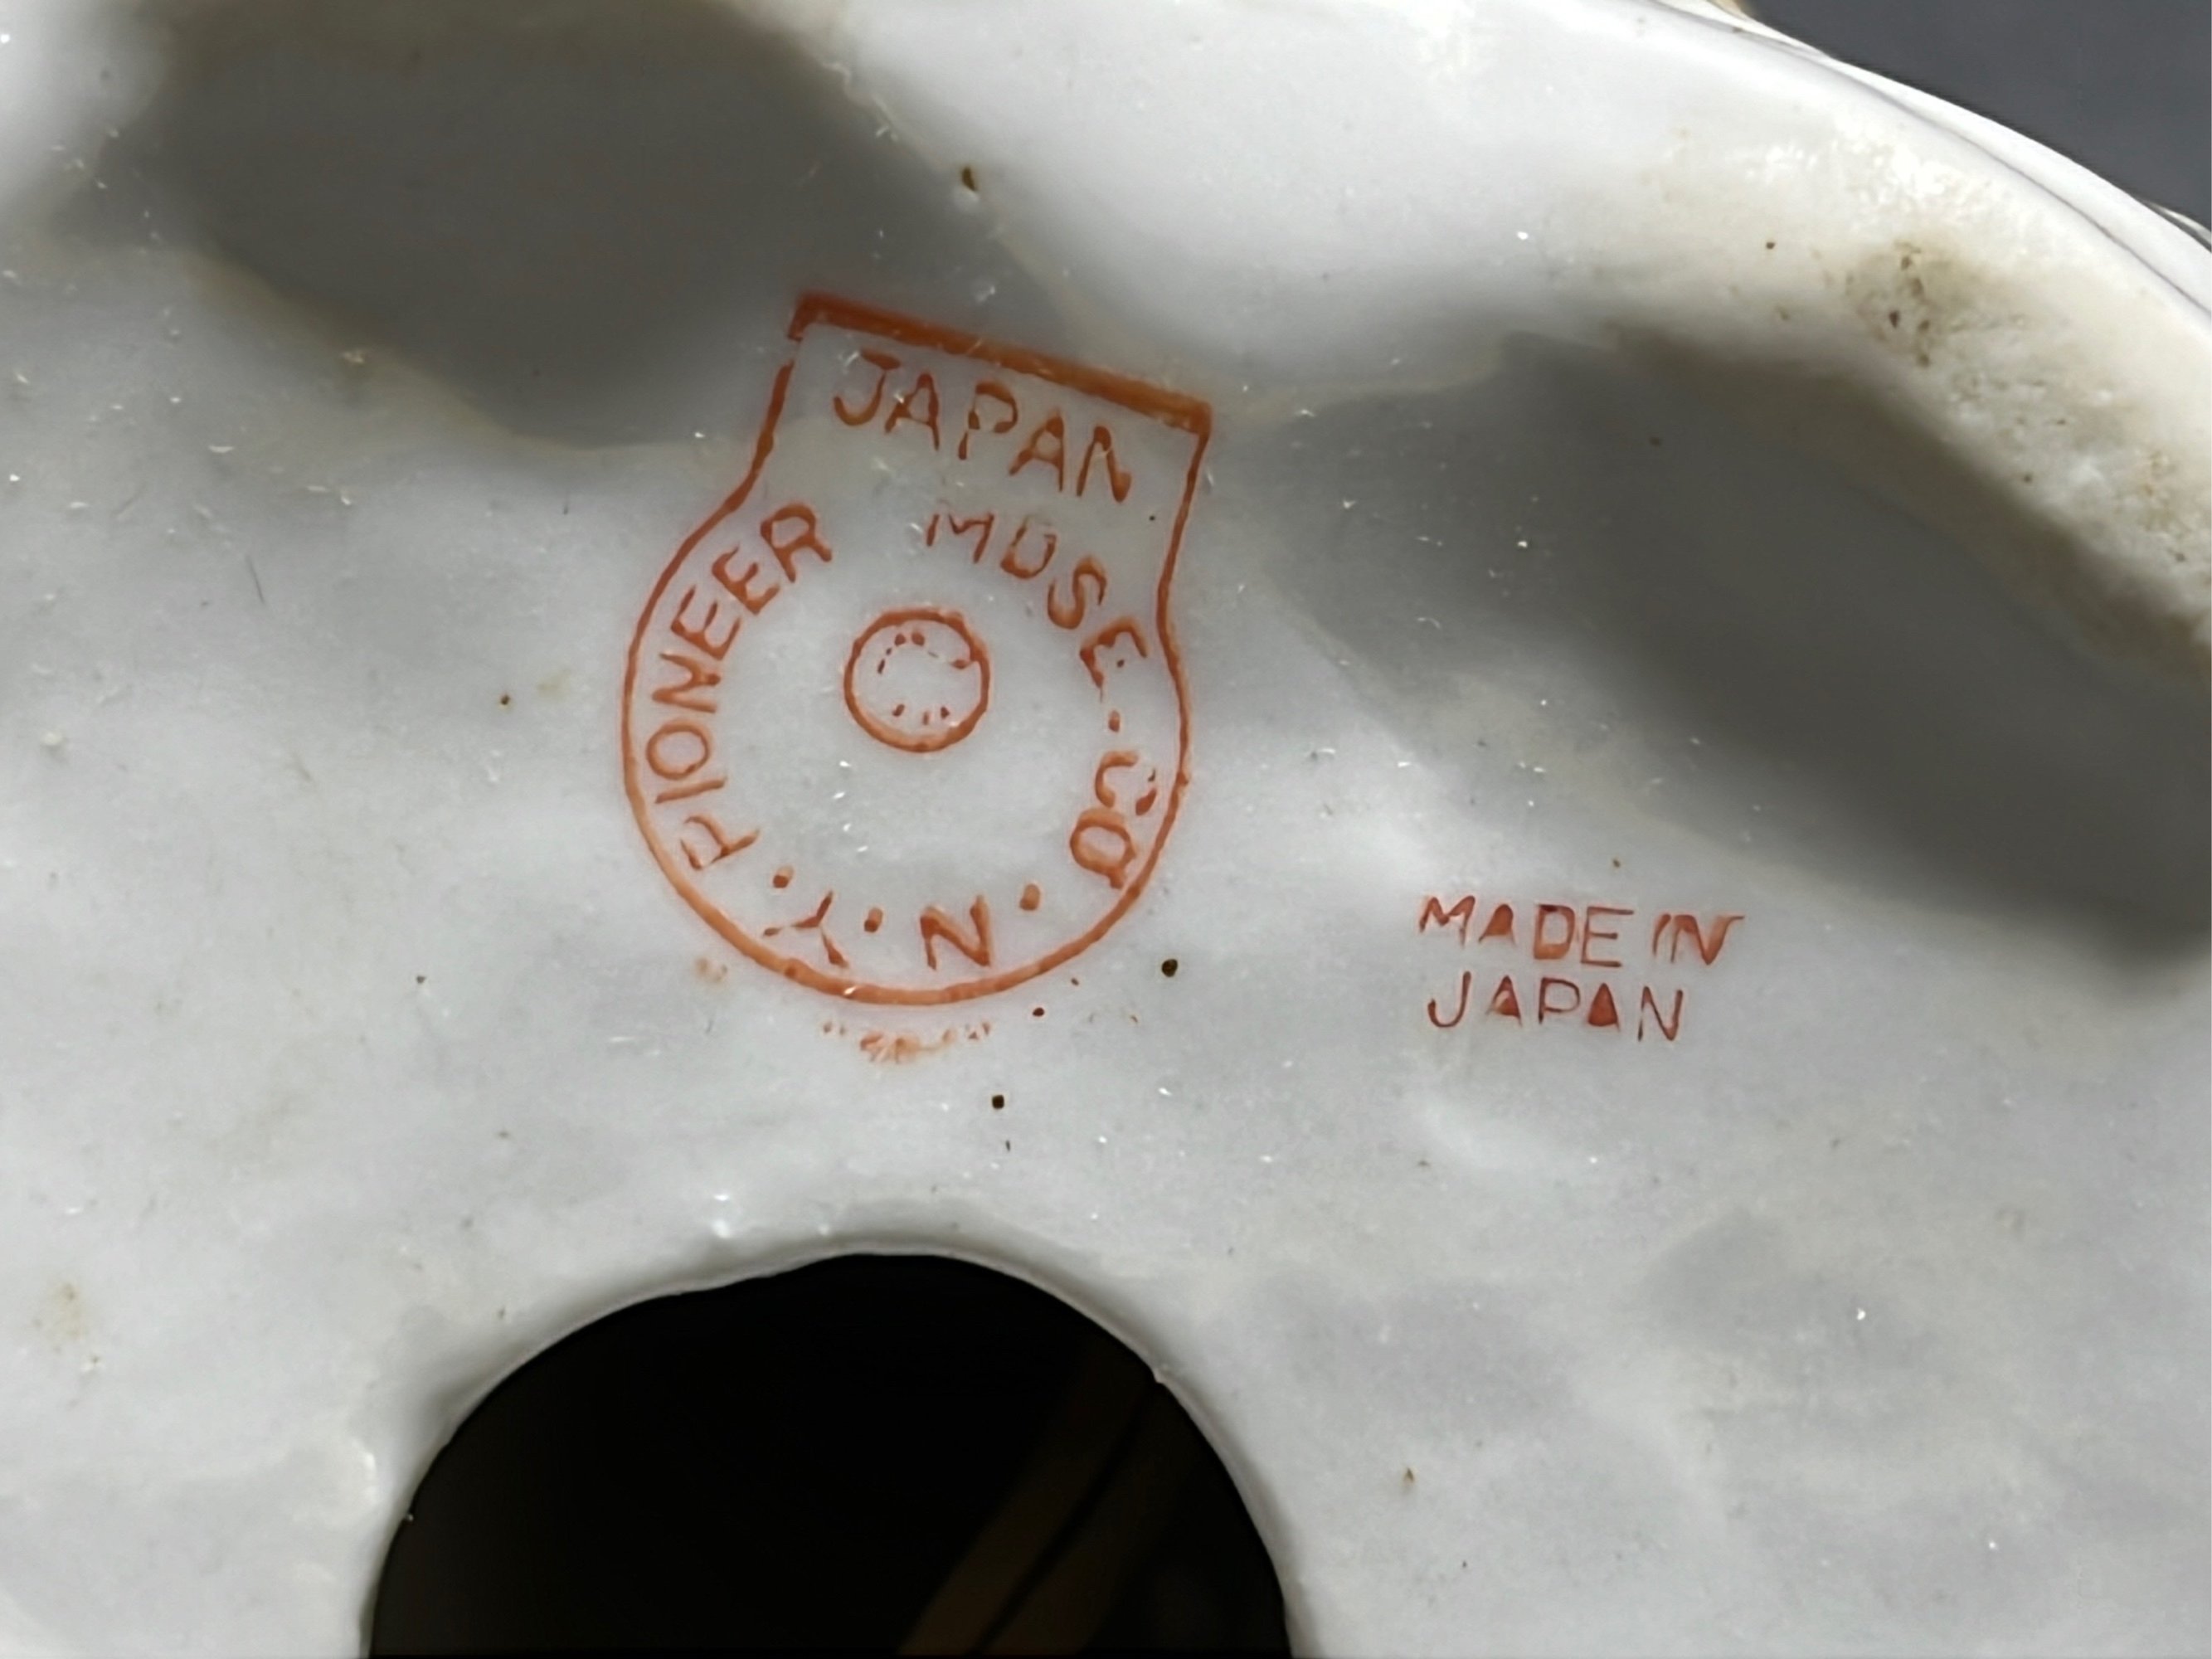 JAPAN
PIONEER MDSE. CO. N.Y.
MADE IN
JAPAN